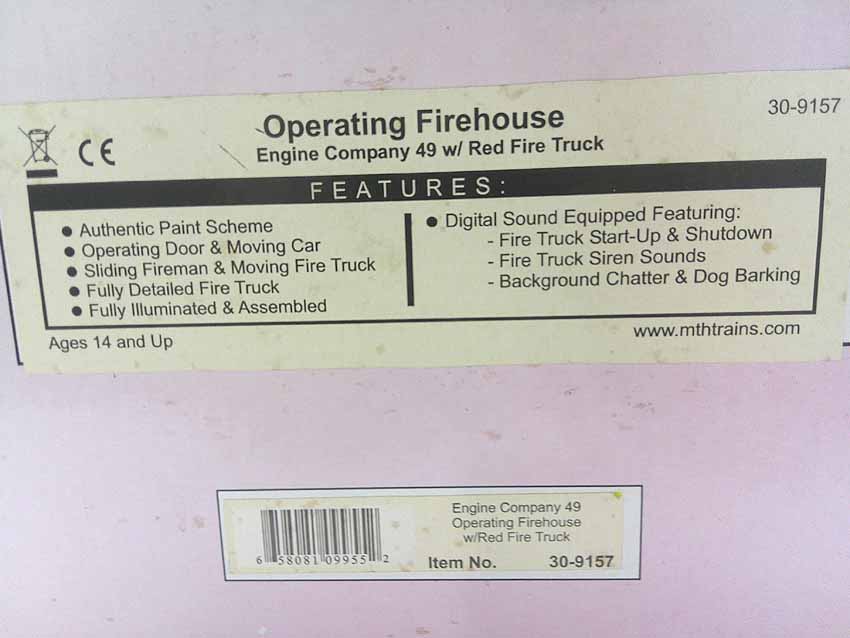 30-9157
CE
Operating Firehouse
Engine Company 49 w/ Red Fire Truck
FEATURES:
● Authentic Paint Scheme
● Operating Door & Moving Car
● Sliding Fireman & Moving Fire Truck
● Fully Detailed Fire Truck
● Fully Illuminated & Assembled
● Digital Sound Equipped Featuring:
- Fire Truck Start-Up & Shutdown
- Fire Truck Siren Sounds
- Background Chatter & Dog Barking
Ages 14 and Up
www.mthtrains.com
6 58081 09955 2
Engine Company 49
Operating Firehouse
w/Red Fire Truck
Item No. 30-9157